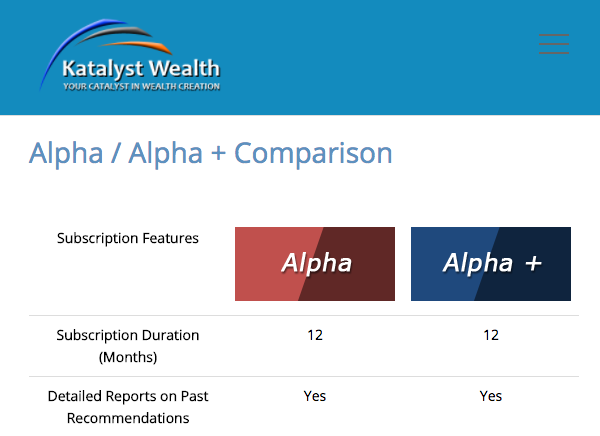 Katalyst Wealth
YOUR CATALYST IN WEALTH CREATION
Alpha / Alpha + Comparison
Subscription Features
Alpha
Alpha +
Subscription Duration
(Months)
12
12
Detailed Reports on Past
Recommendations
Yes
Yes